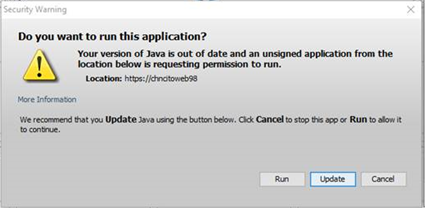 Security Warning
Do you want to run this application?
Your version of Java is out of date and an unsigned application from the
location below is requesting permission to run.
Location: https://chncitoweb98
More Information
We recommend that you Update Java using the button below. Click Cancel to stop this app or Run to allow it
to continue.
Run Update Cancel